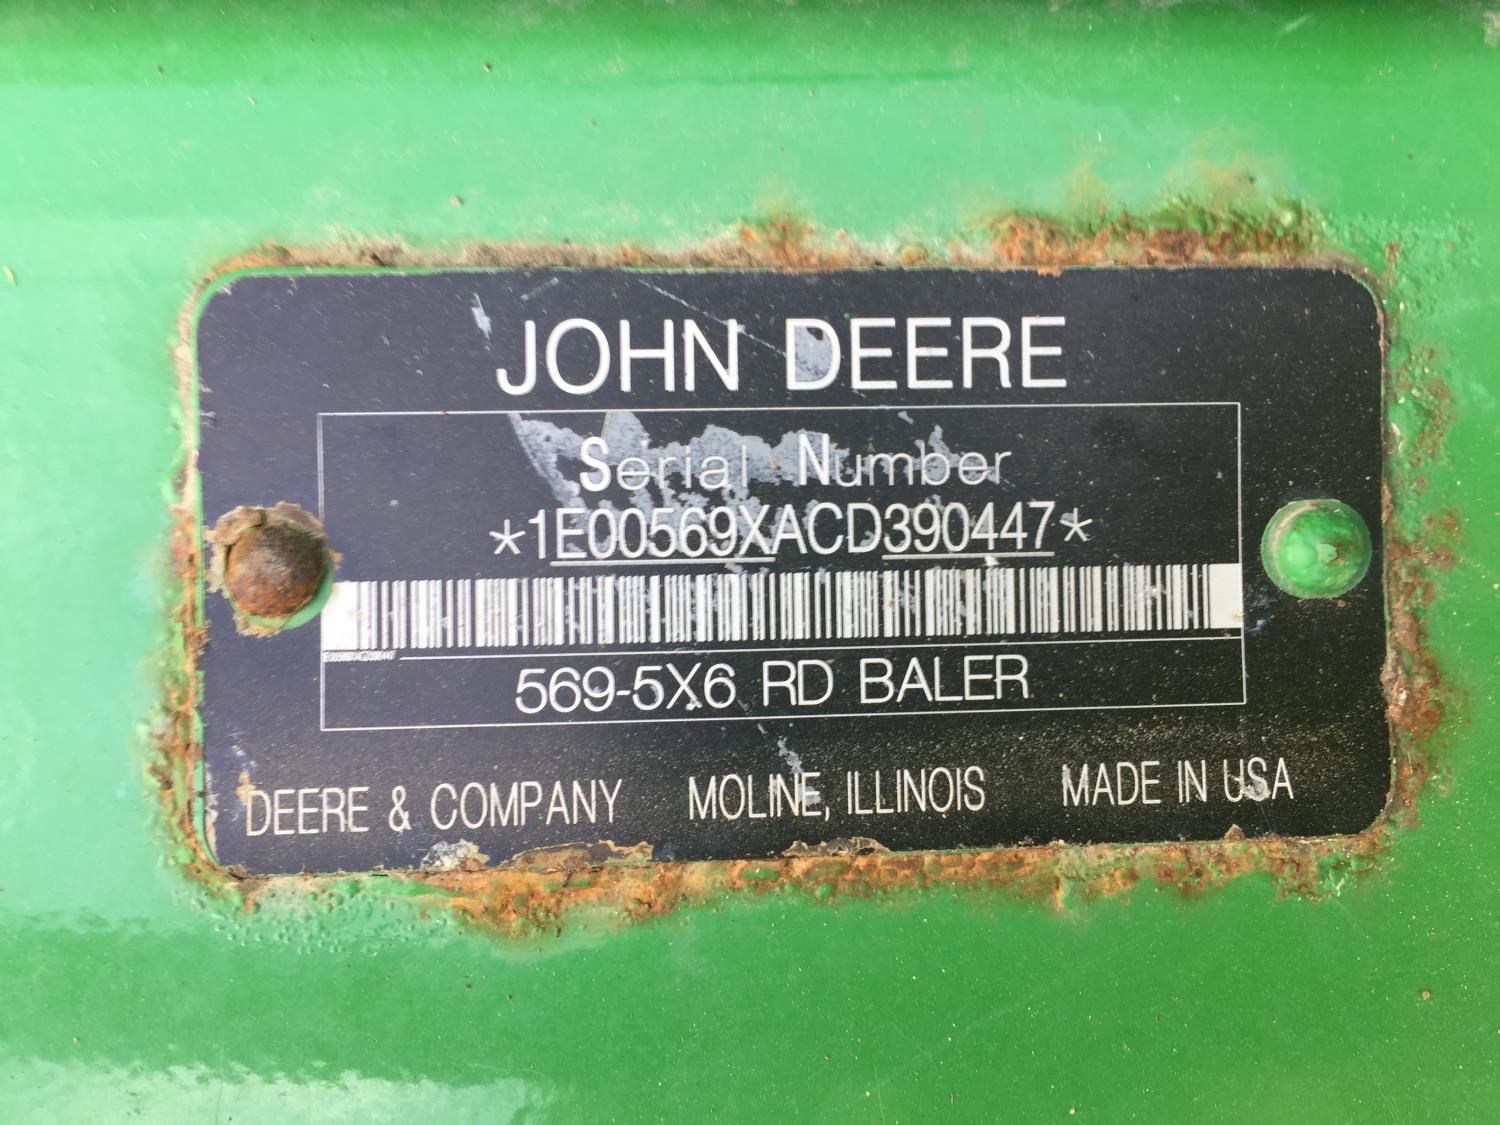 JOHN DEERE
Serial Number
*1E00569XACD390447*
569-5X6 RD BALER
DEERE & COMPANY MOLINE, ILLINOIS MADE IN USA